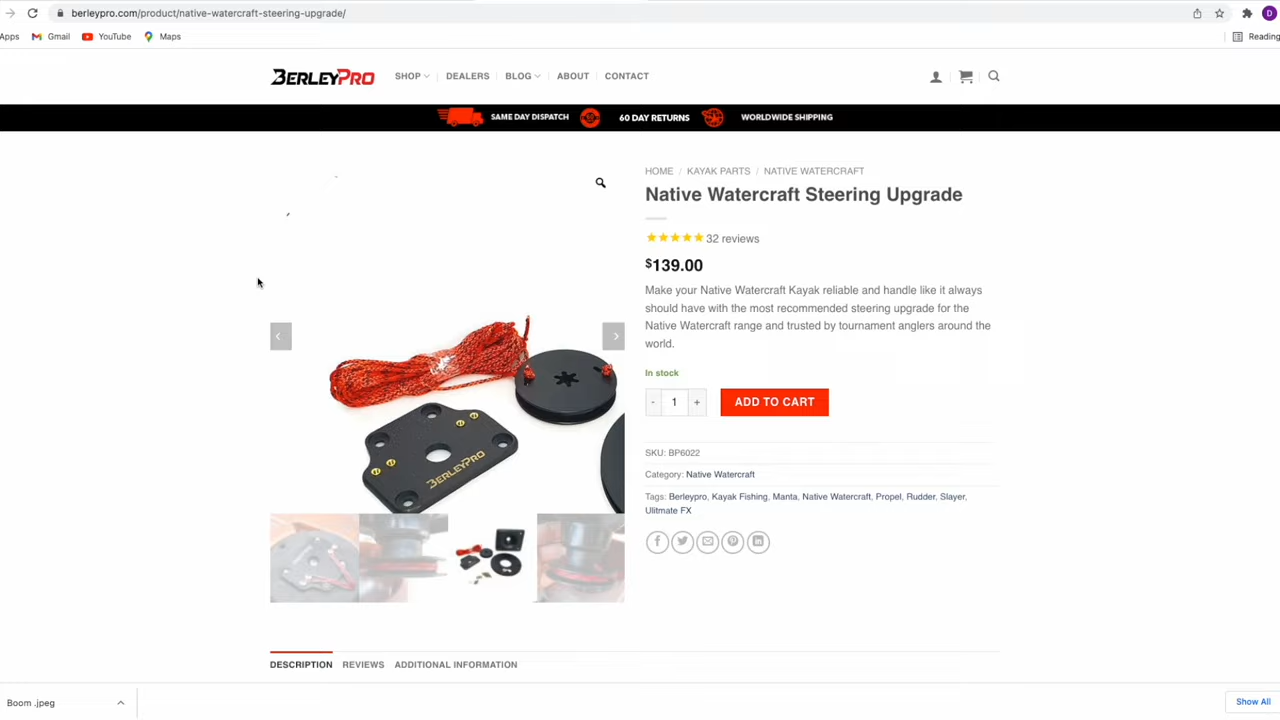 berleypro.com/product/native-watercraft-steering-upgrade/
Apps Gmail YouTube Maps Reading
BERLEYPRO SHOP DEALERS BLOG ABOUT CONTACT
SAME DAY DISPATCH 60 DAY RETURNS WORLDWIDE SHIPPING
HOME / KAYAK PARTS / NATIVE WATERCRAFT
Native Watercraft Steering Upgrade
32 reviews
$139.00
Make your Native Watercraft Kayak reliable and handle like it always
should have with the most recommended steering upgrade for the
Native Watercraft range and trusted by tournament anglers around the
world.
In stock
- 1 + ADD TO CART
BERLEYPRO
SKU: BP6022
Category: Native Watercraft
Tags: Berleypro, Kayak Fishing, Manta, Native Watercraft, Propel, Rudder, Slayer,
Ulitmate FX
DESCRIPTION REVIEWS ADDITIONAL INFORMATION
Boom .jpeg Show All